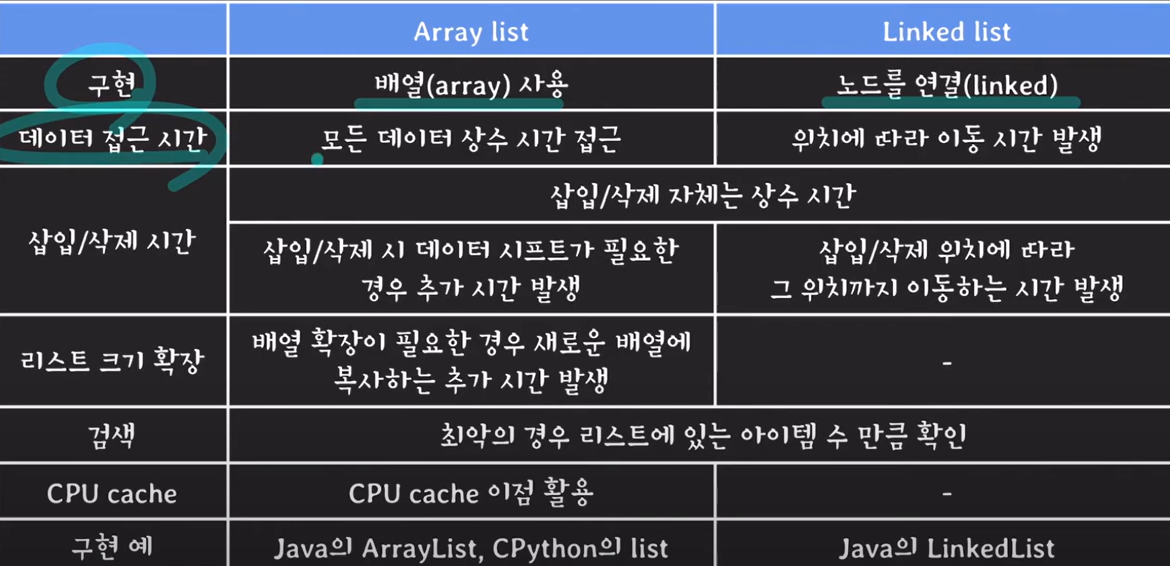 Array list
Linked list
구현
배열(array) 사용
노드를 연결(linked)
데이터 접근 시간
모든 데이터 상수 시간 접근
위치에 따라 이동 시간 발생
삽입/삭제 시간
삽입/삭제 자체는 상수 시간
삽입/삭제 시 데이터 시프트가 필요한
경우 추가 시간 발생
삽입/삭제 위치에 따라
그 위치까지 이동하는 시간 발생
리스트 크기 확장
배열 확장이 필요한 경우 새로운 배열에
복사하는 추가 시간 발생
-
검색
최악의 경우 리스트에 있는 아이템 수 만큼 확인
CPU cache
CPU cache 이점 활용
-
구현 예
Java의 ArrayList, CPython의 list
Java의 LinkedList